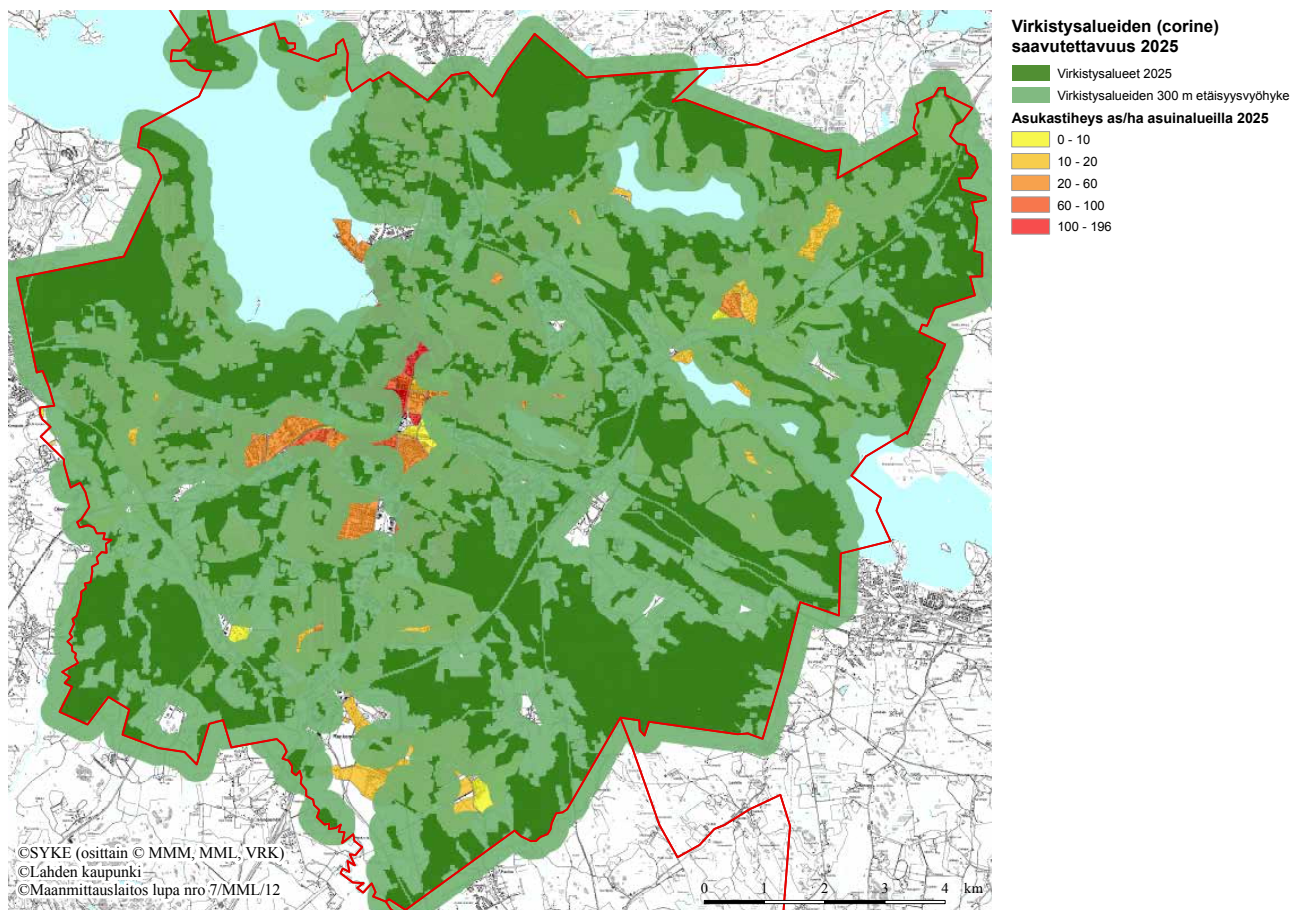 Virkistysalueiden (corine)
saavutettavuus 2025
Virkistysalueet 2025
Virkistysalueiden 300 m etäisyysvyöhyke
Asukastiheys as/ha asuinalueilla 2025
0 - 10
10 - 20
20 - 60
60 - 100
100 - 196
©SYKE (osittain © MMM, MML, VRK)
©Lahden kaupunki
©Maanmittauslaitos lupa nro 7/MML/12
0 1 2 3 4 km